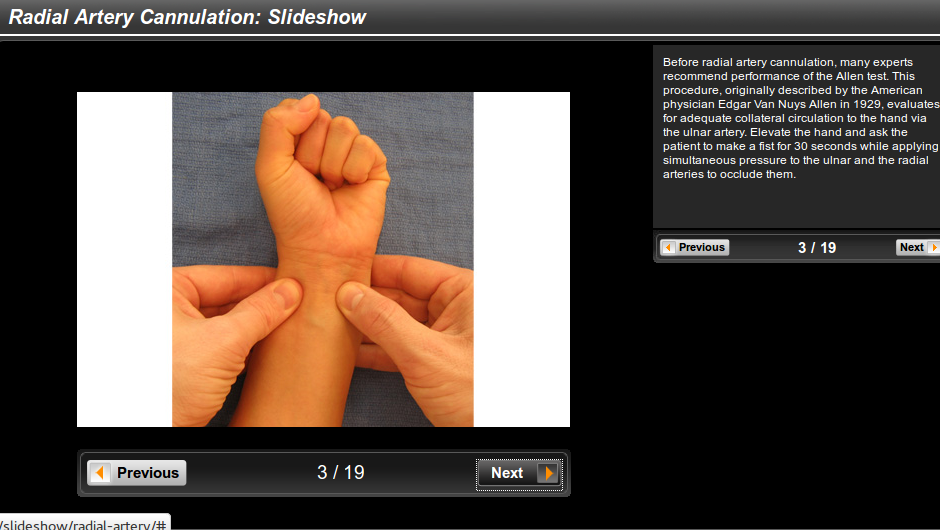 Radial Artery Cannulation: Slideshow
Before radial artery cannulation, many experts
recommend performance of the Allen test. This
procedure, originally described by the American
physician Edgar Van Nuys Allen in 1929, evaluates
for adequate collateral circulation to the hand via
the ulnar artery. Elevate the hand and ask the
patient to make a fist for 30 seconds while applying
simultaneous pressure to the ulnar and the radial
arteries to occlude them.
Previous 3 / 19 Next
Previous 3 / 19 Next
/slideshow/radial-artery/#